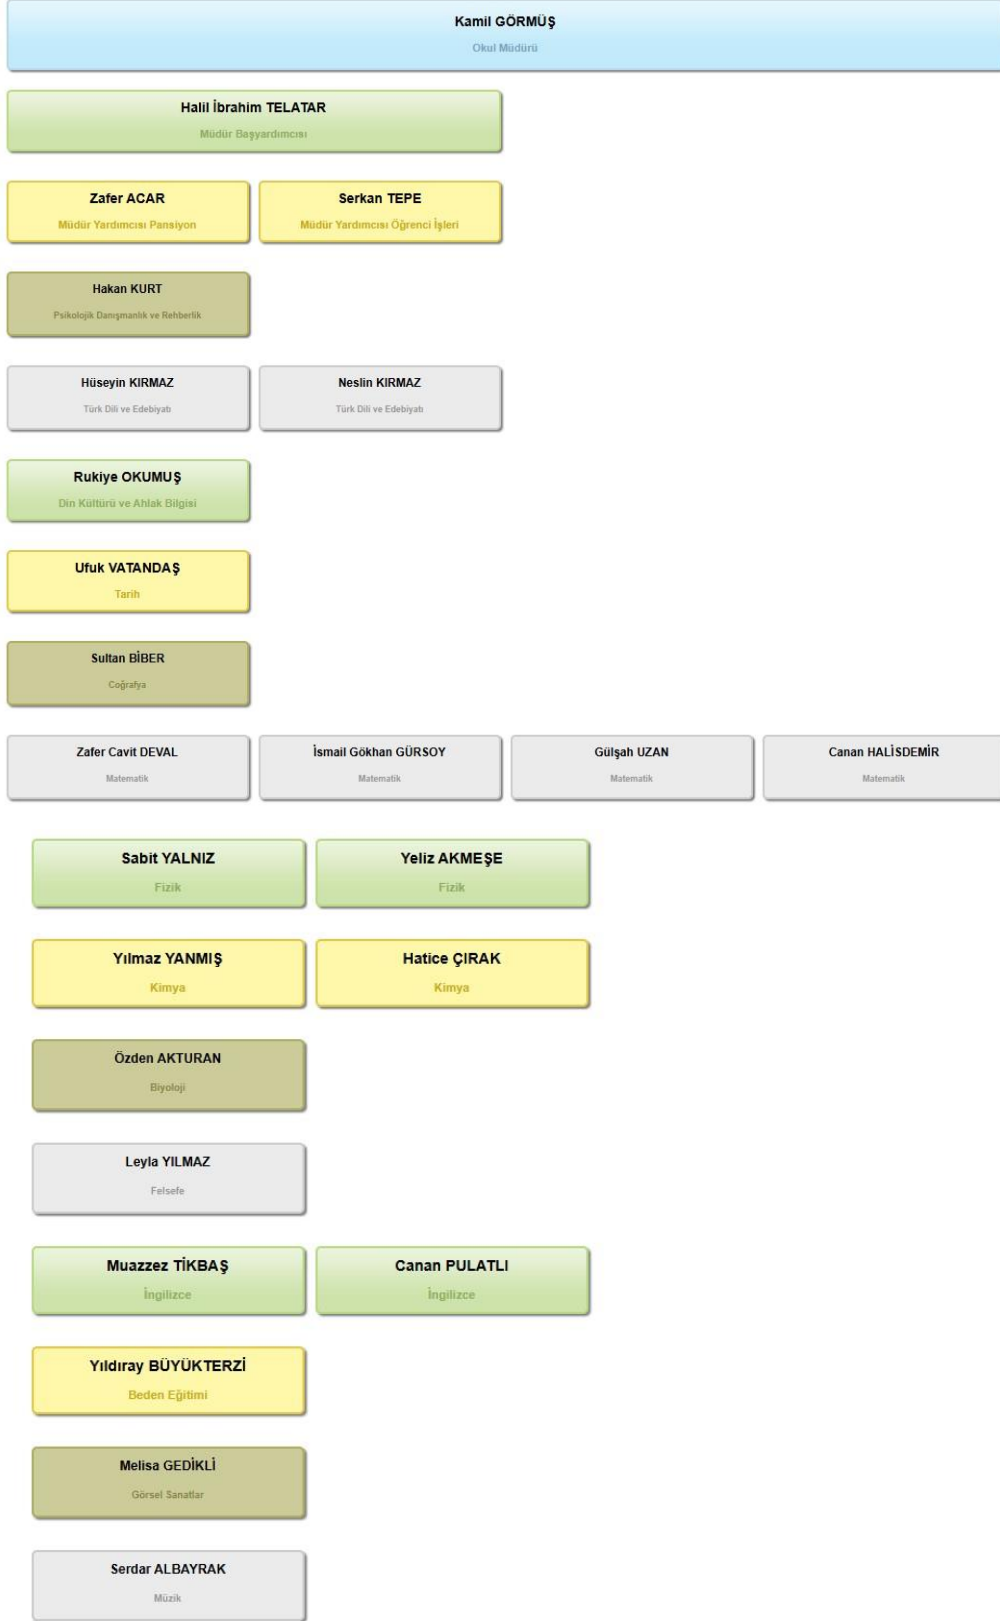 Kamil GÖRMÜŞ
Okul Müdürü
Halil İbrahim TELATAR
Müdür Başyardımcısı
Zafer ACAR
Müdür Yardımcısı Pansiyon
Serkan TEPE
Müdür Yardımcısı Öğrenci İşleri
Hakan KURT
Psikolojik Danışmanlık ve Rehberlik
Hüseyin KIRMAZ
Türk Dili ve Edebiyatı
Neslin KIRMAZ
Türk Dili ve Edebiyatı
Rukiye OKUMUŞ
Din Kültürü ve Ahlak Bilgisi
Ufuk VATANDAŞ
Tarih
Sultan BİBER
Coğrafya
Zafer Cavit DEVAL
Matematik
İsmail Gökhan GÜRSOY
Matematik
Gülşah UZAN
Matematik
Canan HALİSDEMİR
Matematik
Sabit YALNIZ
Fizik
Yeliz AKMEŞE
Fizik
Yılmaz YANMIŞ
Kimya
Hatice ÇIRAK
Kimya
Özden AKTURAN
Biyoloji
Leyla YILMAZ
Felsefe
Muazzez TİKBAŞ
İngilizce
Canan PULATLI
İngilizce
Yıldıray BÜYÜKTERZİ
Beden Eğitimi
Melisa GEDİKLİ
Görsel Sanatlar
Serdar ALBAYRAK
Müzik